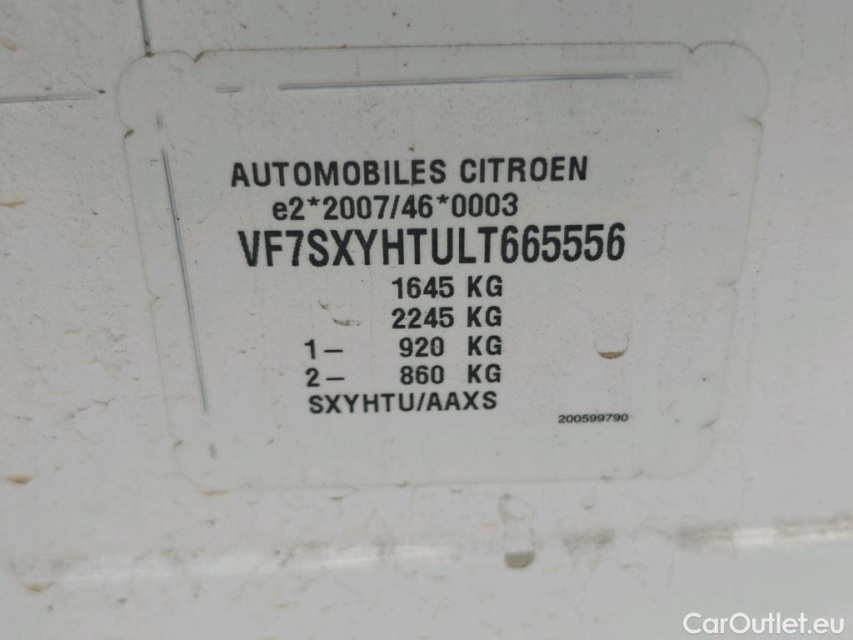 AUTOMOBILES CITROEN
e2*2007/46*0003
VF7SXYHTULT665556
1645 KG
2245 KG
1– 920 KG
2– 860 KG
SXYHTU/AAXS
200599790
CarOutlet.eu